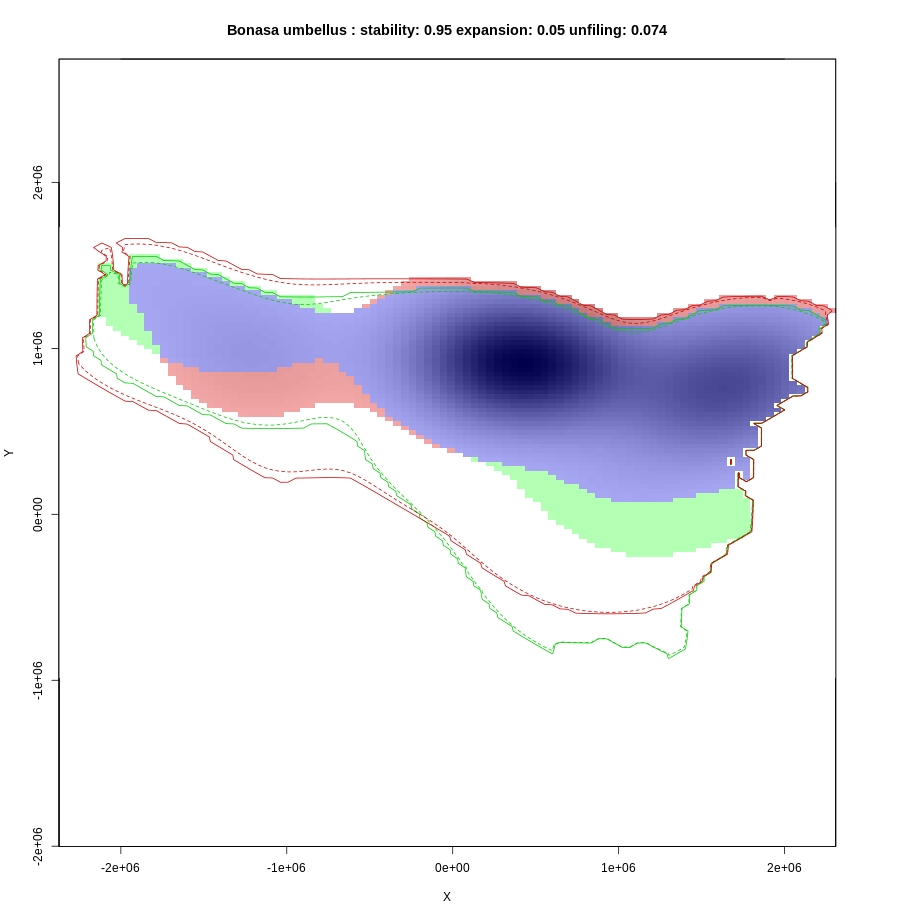 Bonasa umbellus : stability: 0.95 expansion: 0.05 unfiling: 0.074
2e+06
1e+06
0e+00
-1e+06
-2e+06
Y
-2e+06 -1e+06 0e+00 1e+06 2e+06
X